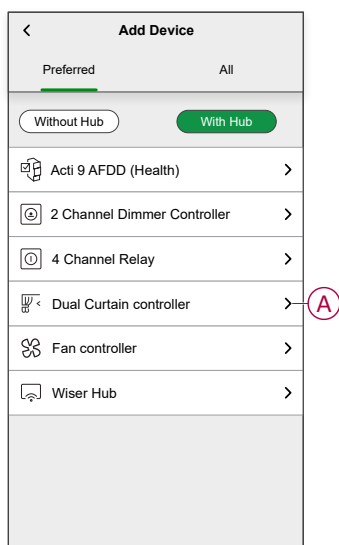 Add Device
Preferred All
Without Hub With Hub
Acti 9 AFDD (Health)
2 Channel Dimmer Controller
4 Channel Relay
Dual Curtain controller
A
Fan controller
Wiser Hub